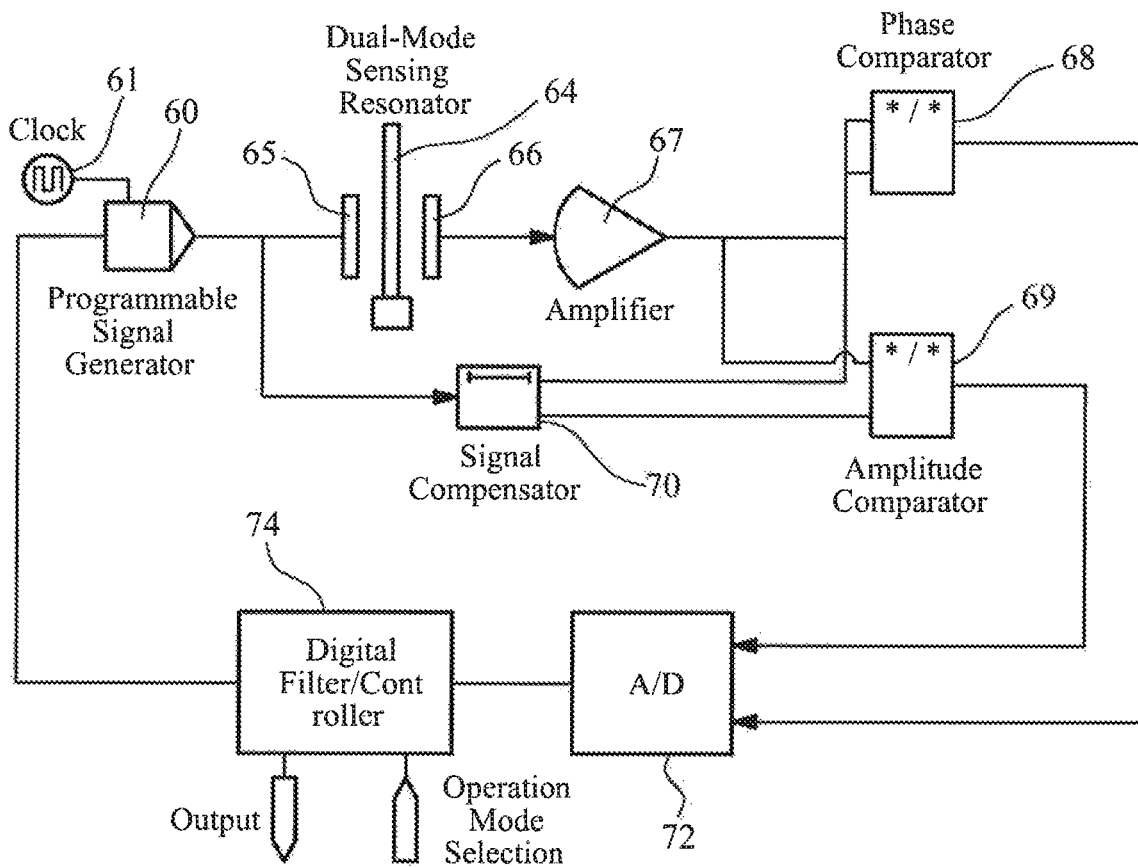 Phase
Comparator
68
* / *
Dual-Mode
Sensing
Resonator
64
61
60
Clock
65
66
67
Programmable
Signal
Generator
Amplifier
69
* / *
Signal
Compensator
70
Amplitude
Comparator
74
Digital
Filter/Cont
roller
A/D
Output
Operation
Mode
Selection
72